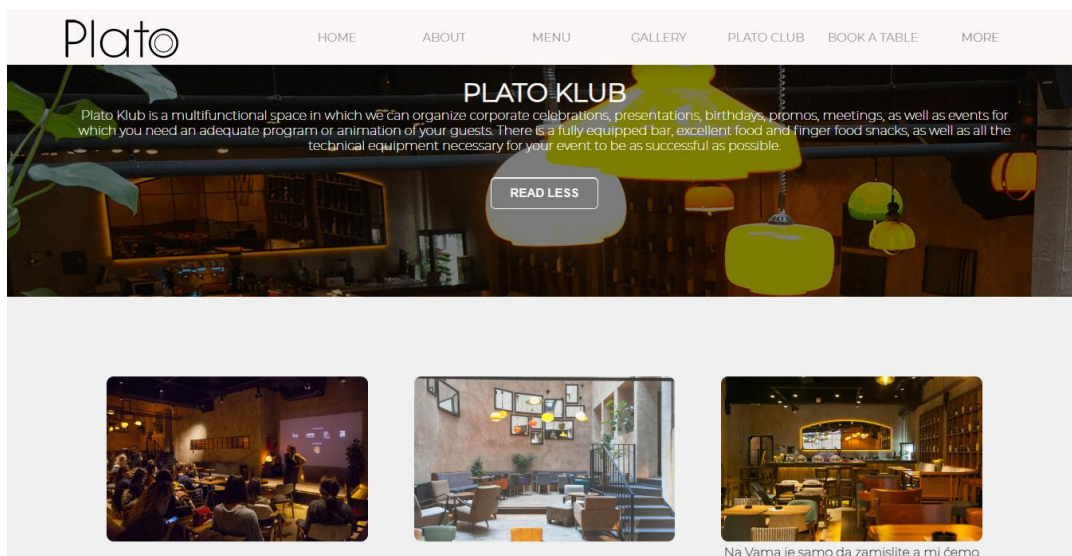 Plato
HOME ABOUT MENU GALLERY PLATO CLUB BOOK A TABLE MORE
PLATO KLUB
Plato Klub is a multifunctional space in which we can organize corporate celebrations, presentations, birthdays, promos, meetings, as well as events for
which you need an adequate program or animation of your guests. There is a fully equipped bar, excellent food and finger food snacks, as well as all the
technical equipment necessary for your event to be as successful as possible.
READ LESS
Na Vama je samo da zamislite a mi ćemo